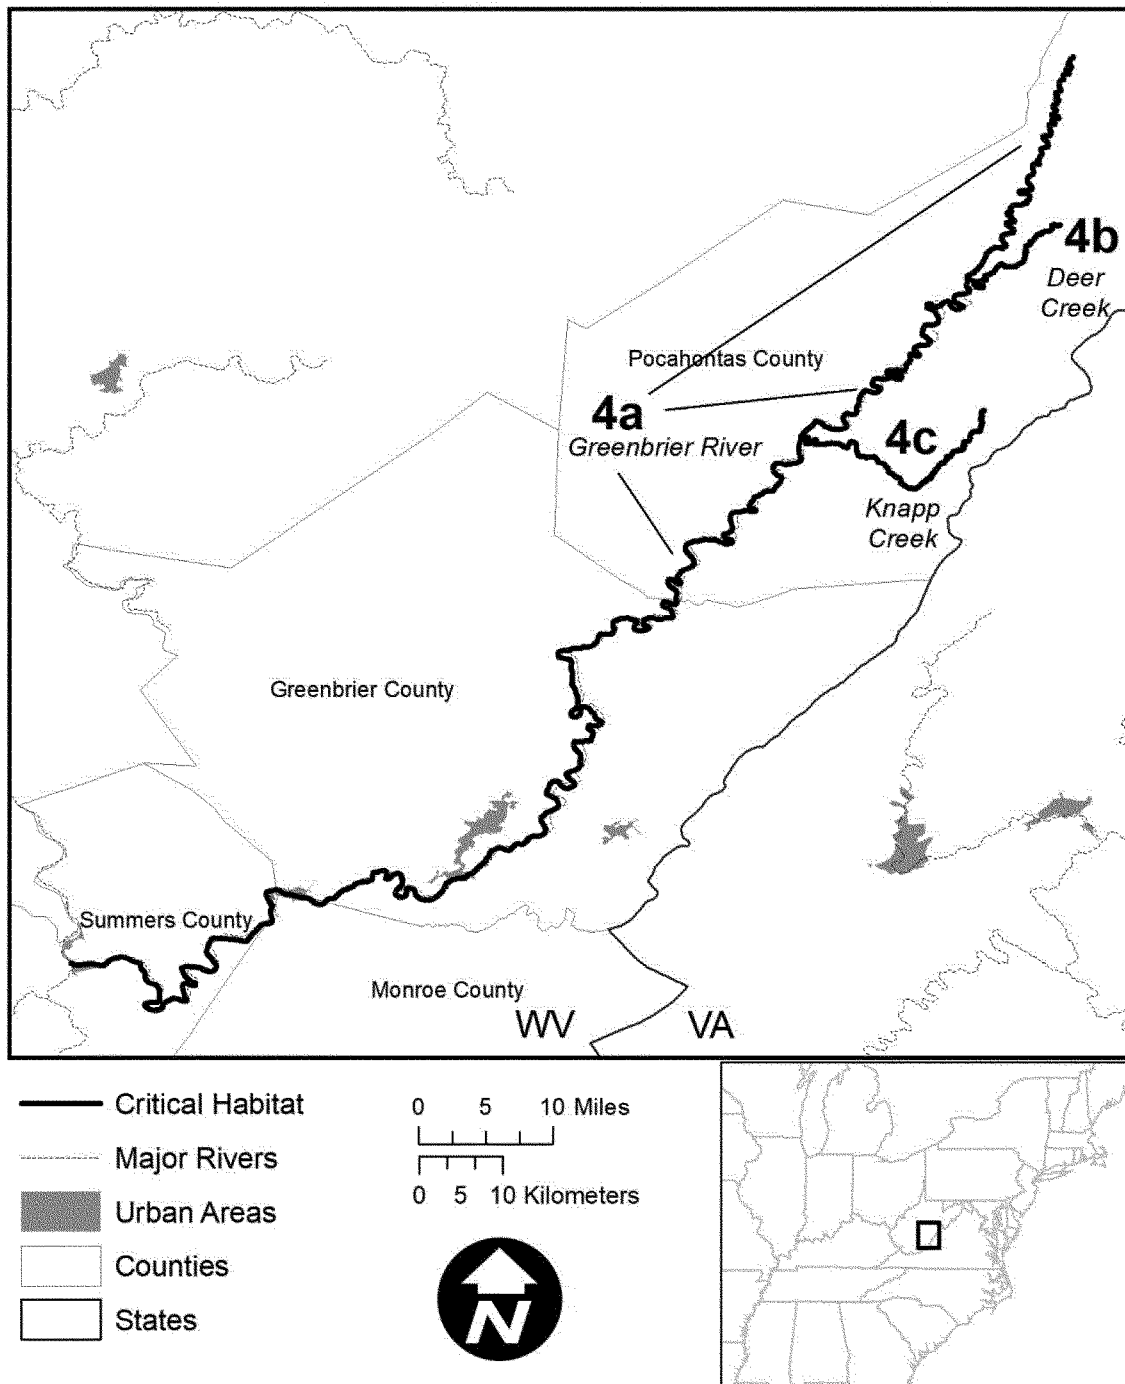 4b
Deer
Creek
Pocahontas County
4a
Greenbrier River
4c
Knapp
Creek
Greenbrier County
Summers County
Monroe County
WV
VA
Critical Habitat
Major Rivers
Urban Areas
Counties
States
0 5 10 Miles
0 5 10 Kilometers
N